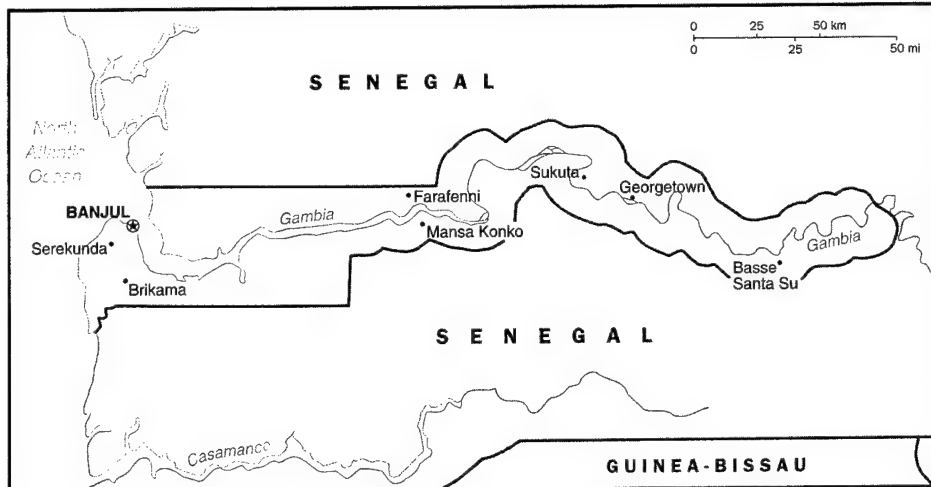 0 25 50 km
0 25 50 mi
SENEGAL
North
Atlantic
Ocean
Sukuta
Georgetown
Farafenni
BANJUL
Gambia
Mansa Konko
Serekunda
Gambia
Basse
Santa Su
Brikama
SENEGAL
Casamance
GUINEA-BISSAU